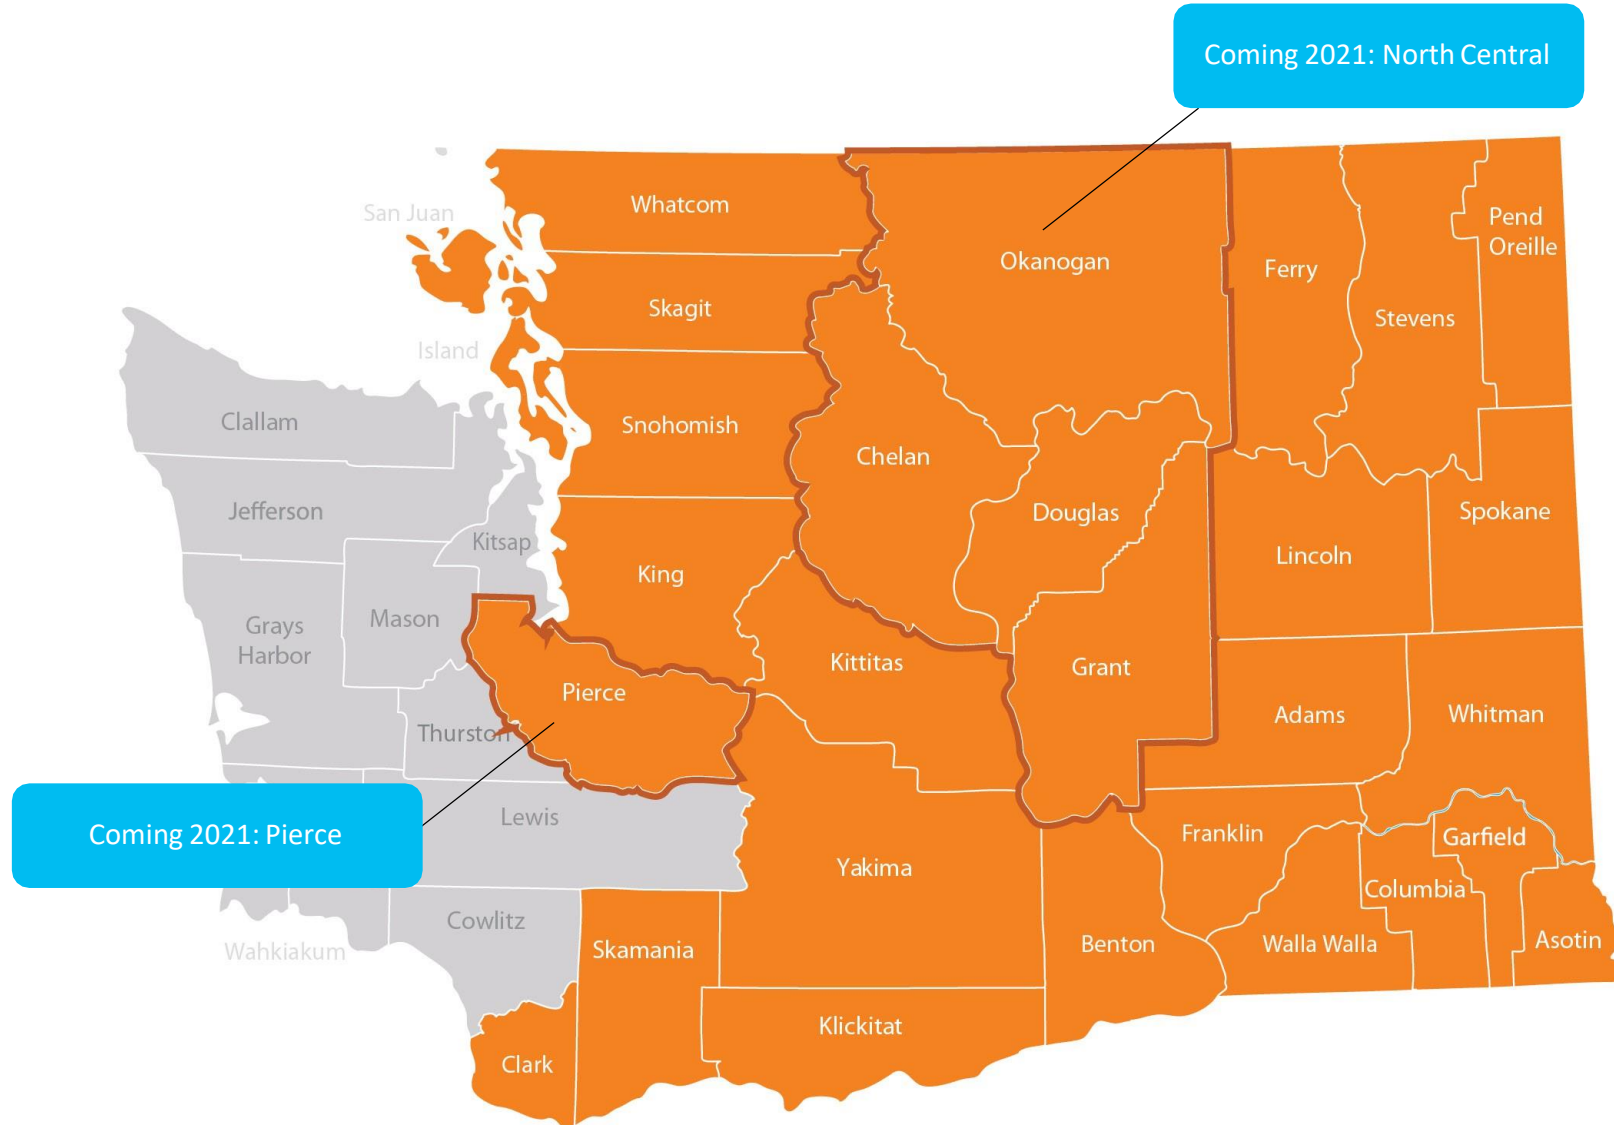 Coming 2021: North Central
San Juan
Whatcom
Okanogan
Pend
Oreille
Ferry
Skagit
Stevens
Island
Clallam
Snohomish
Chelan
Jefferson
Douglas
Spokane
Kitsap
Lincoln
King
Mason
Grays
Harbor
Kittitas
Grant
Pierce
Adams
Whitman
Thurston
Lewis
Coming 2021: Pierce
Franklin
Garfield
Yakima
Columbia
Cowlitz
Wahkiakum
Skamania
Benton
Walla Walla
Asotin
Klickitat
Clark